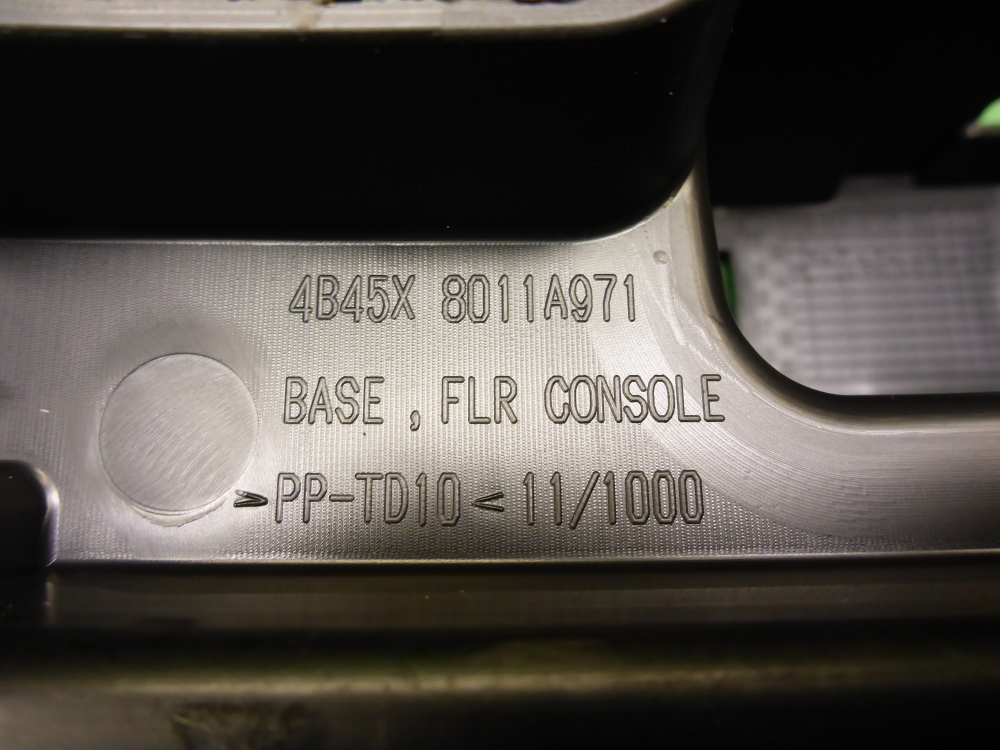 4B45X 8011A971
BASE , FLR CONSOLE
>PP-TD10< 11/1000